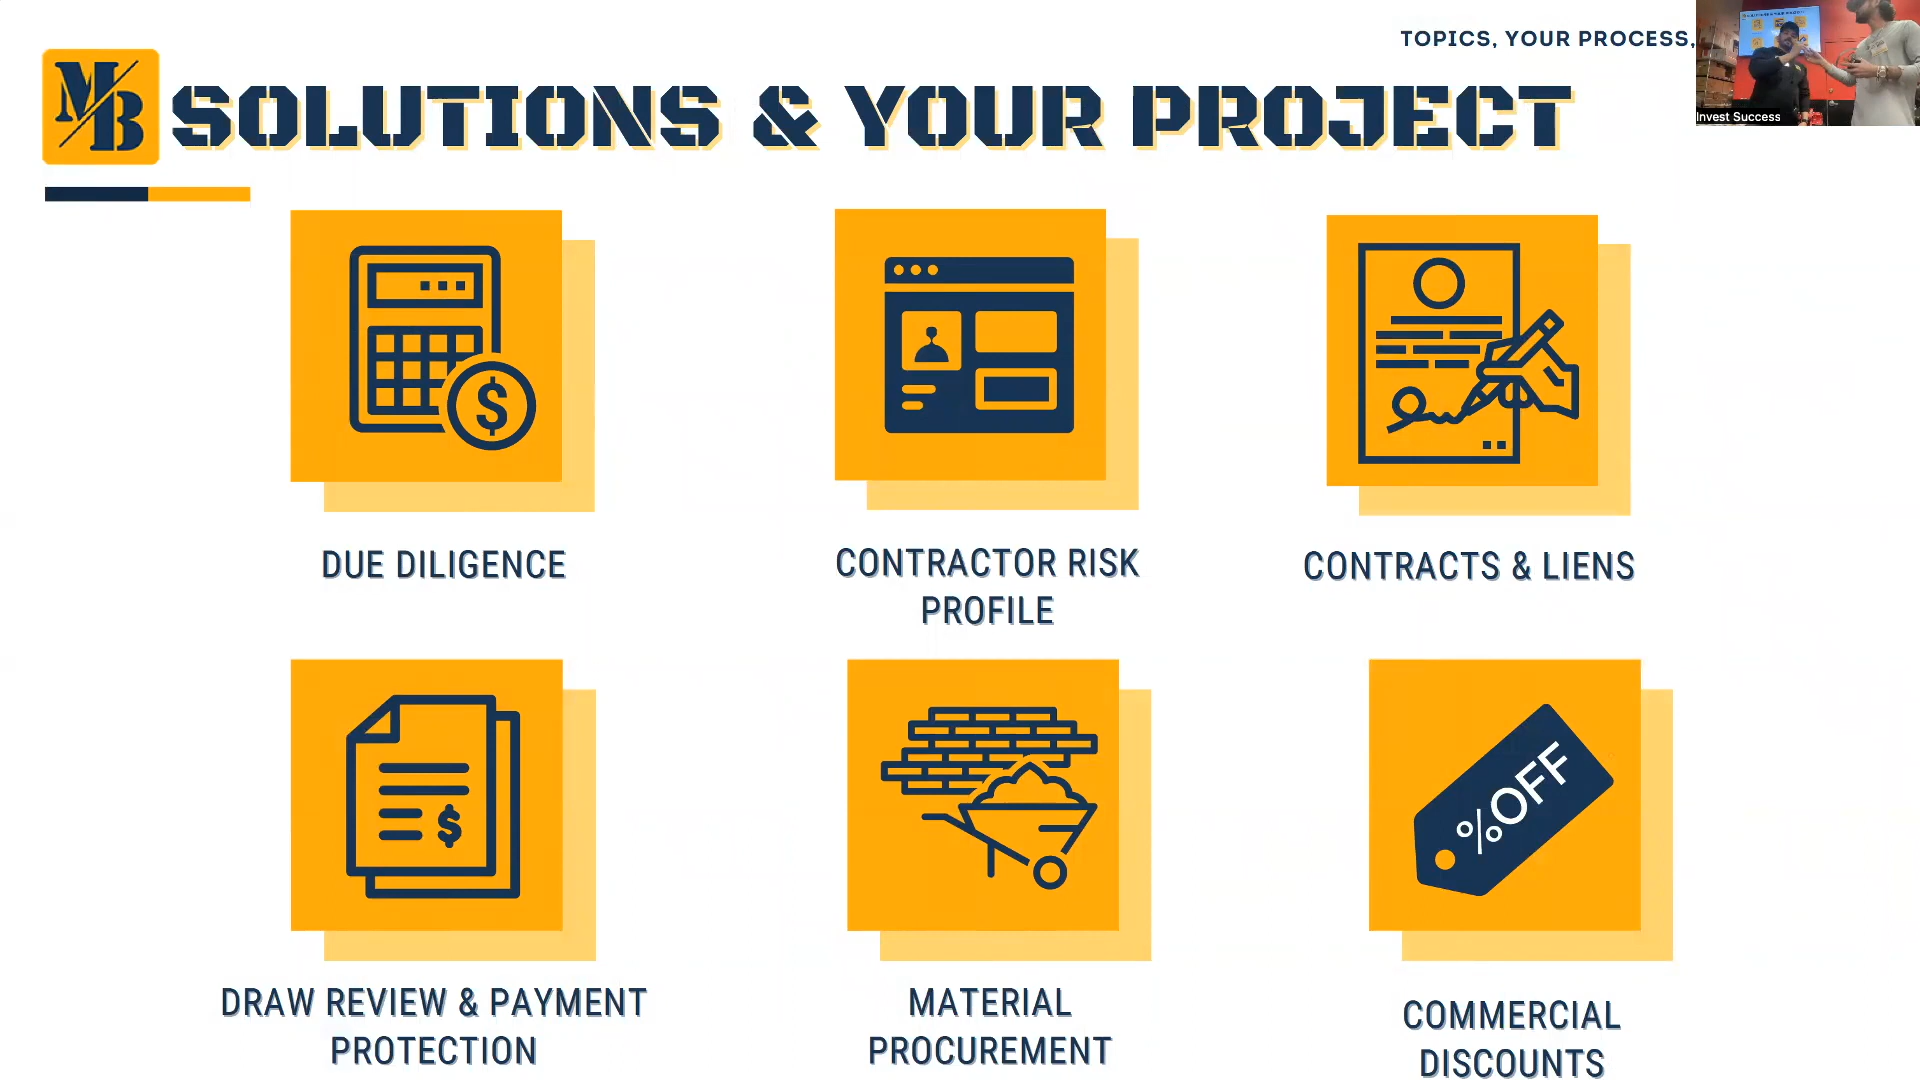 TOPICS, YOUR PROCESS,
M/B
SOLUTIONS & YOUR PROJECT
Invest Success
$
DUE DILIGENCE
CONTRACTOR RISK
PROFILE
CONTRACTS & LIENS
$
%OFF
DRAW REVIEW & PAYMENT
PROTECTION
MATERIAL
PROCUREMENT
COMMERCIAL
DISCOUNTS